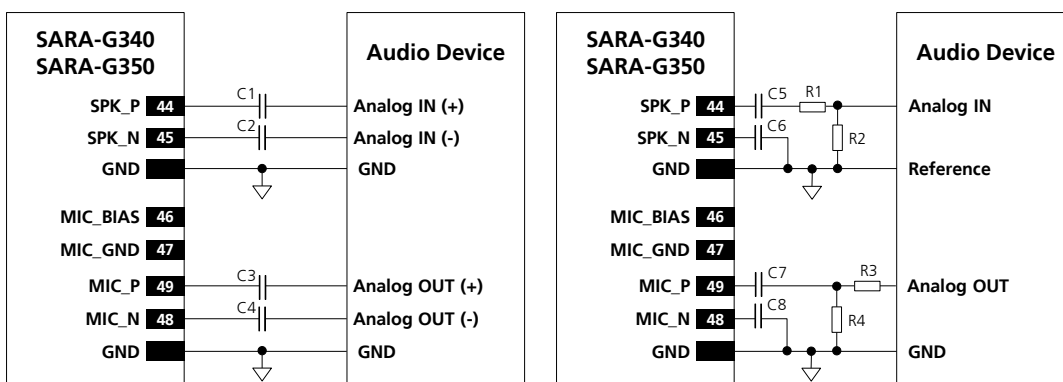 SARA-G340
SARA-G350
Audio Device
SPK_P 44
C1
Analog IN (+)
SPK_N 45
C2
Analog IN (-)
GND
GND
MIC_BIAS 46
MIC_GND 47
MIC_P 49
C3
Analog OUT (+)
MIC_N 48
C4
Analog OUT (-)
GND
GND
SARA-G340
SARA-G350
Audio Device
SPK_P 44
C5
R1
Analog IN
SPK_N 45
C6
R2
GND
Reference
MIC_BIAS 46
MIC_GND 47
MIC_P 49
C7
R3
Analog OUT
MIC_N 48
C8
R4
GND
GND